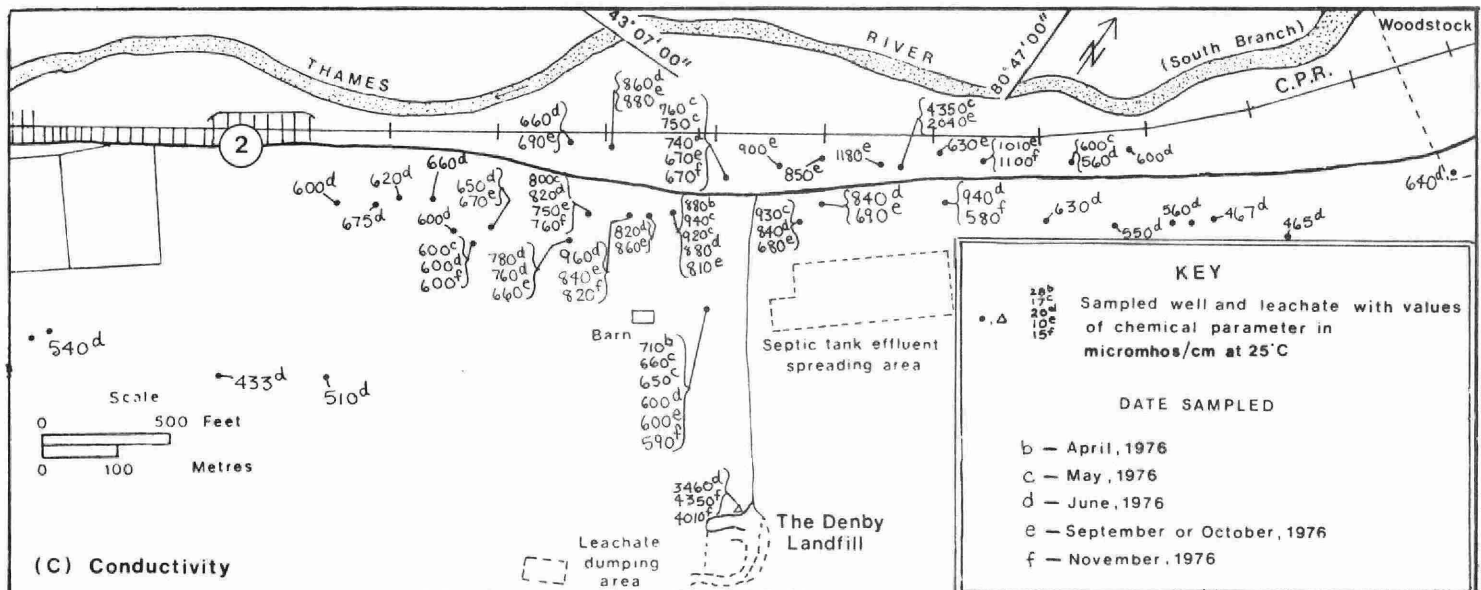 43°07'00"
80°47'00"
N
THAMES
RIVER
(South Branch)
Woodstock
C.P.R.
2
860d
880e
660d
690e
760c
750c
740d
670e
670f
900e
850e
1180e
4350c
2040e
630e
1010e
1100f
600c
560d
600d
640d
600d
675d
620d
660d
600d
650d
670e
600c
600d
600f
800c
820d
750e
760f
780d
760d
660e
960d
840e
820f
820d
860e
880b
940c
920c
880d
810e
930c
840d
680e
840d
690e
940d
580f
630d
550d
560d
467d
465d
540d
433d
510d
Barn
710b
660c
650c
600d
600e
590f
Septic tank effluent
spreading area
3460d
4350f
4010f
The Denby
Landfill
Leachate
dumping
area
Scale
0 500 Feet
0 100 Metres
(C) Conductivity
KEY
28b
17c
20d
10e
15f
Sampled well and leachate with values
of chemical parameter in
micromhos/cm at 25°C
DATE SAMPLED
b – April, 1976
c – May, 1976
d – June, 1976
e – September or October, 1976
f – November, 1976